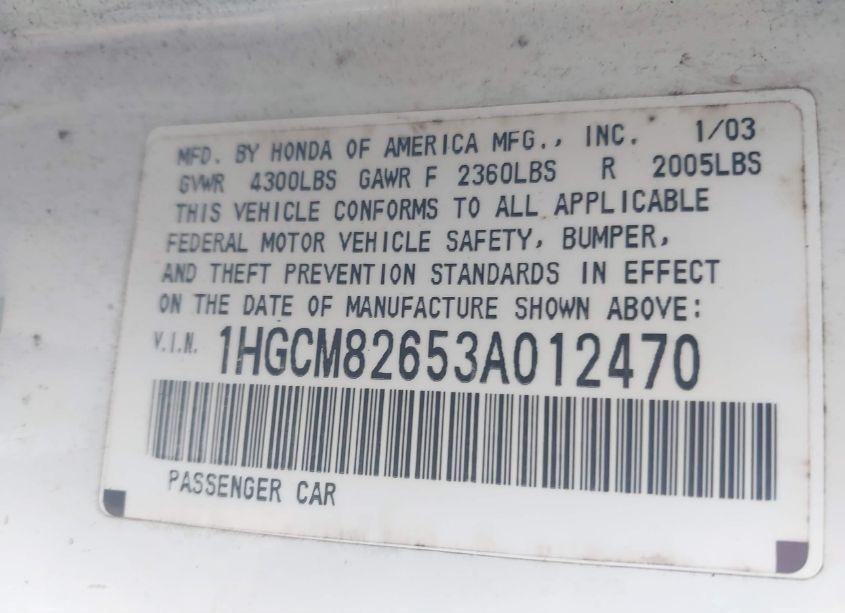 MFD. BY HONDA OF AMERICA MFG., INC. 1/03
GVWR 4300LBS GAWR F 2360LBS R 2005LBS
THIS VEHICLE CONFORMS TO ALL APPLICABLE
FEDERAL MOTOR VEHICLE SAFETY, BUMPER,
AND THEFT PREVENTION STANDARDS IN EFFECT
ON THE DATE OF MANUFACTURE SHOWN ABOVE:
V.I.N. 1HGCM82653A012470
PASSENGER CAR